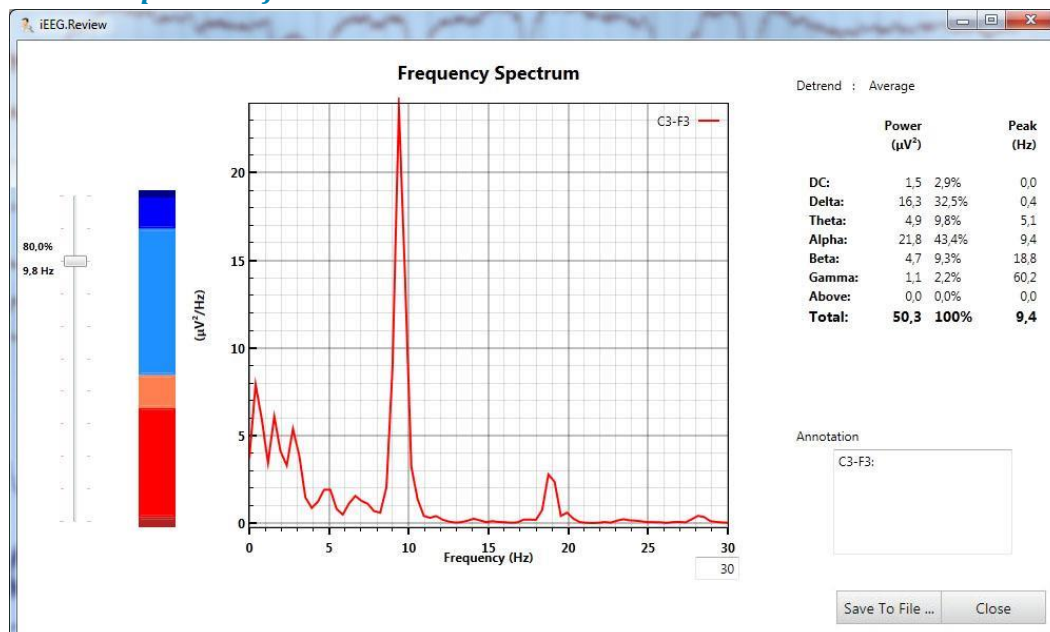 iEEG.Review
Frequency Spectrum
C3-F3
20
15
10
5
0
(µV²/Hz)
0 5 10 15 20 25 30
Frequency (Hz)
30
80,0%
9,8 Hz
Detrend : Average
Power (µV²) Peak (Hz)
DC: 1,5 2,9% 0,0
Delta: 16,3 32,5% 0,4
Theta: 4,9 9,8% 5,1
Alpha: 21,8 43,4% 9,4
Beta: 4,7 9,3% 18,8
Gamma: 1,1 2,2% 60,2
Above: 0,0 0,0% 0,0
Total: 50,3 100% 9,4
Annotation
C3-F3:
Save To File ... Close